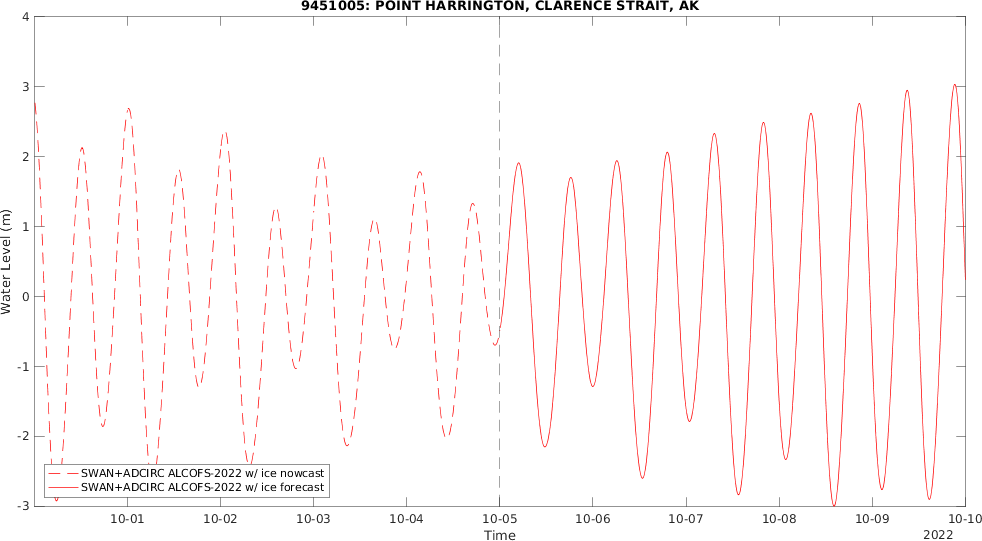 9451005: POINT HARRINGTON, CLARENCE STRAIT, AK
4
3
2
1
0
-1
-2
-3
Water Level (m)
SWAN+ADCIRC ALCOFS-2022 w/ ice nowcast
SWAN+ADCIRC ALCOFS-2022 w/ ice forecast
10-01 10-02 10-03 10-04 10-05 10-06 10-07 10-08 10-09 10-10
Time
2022